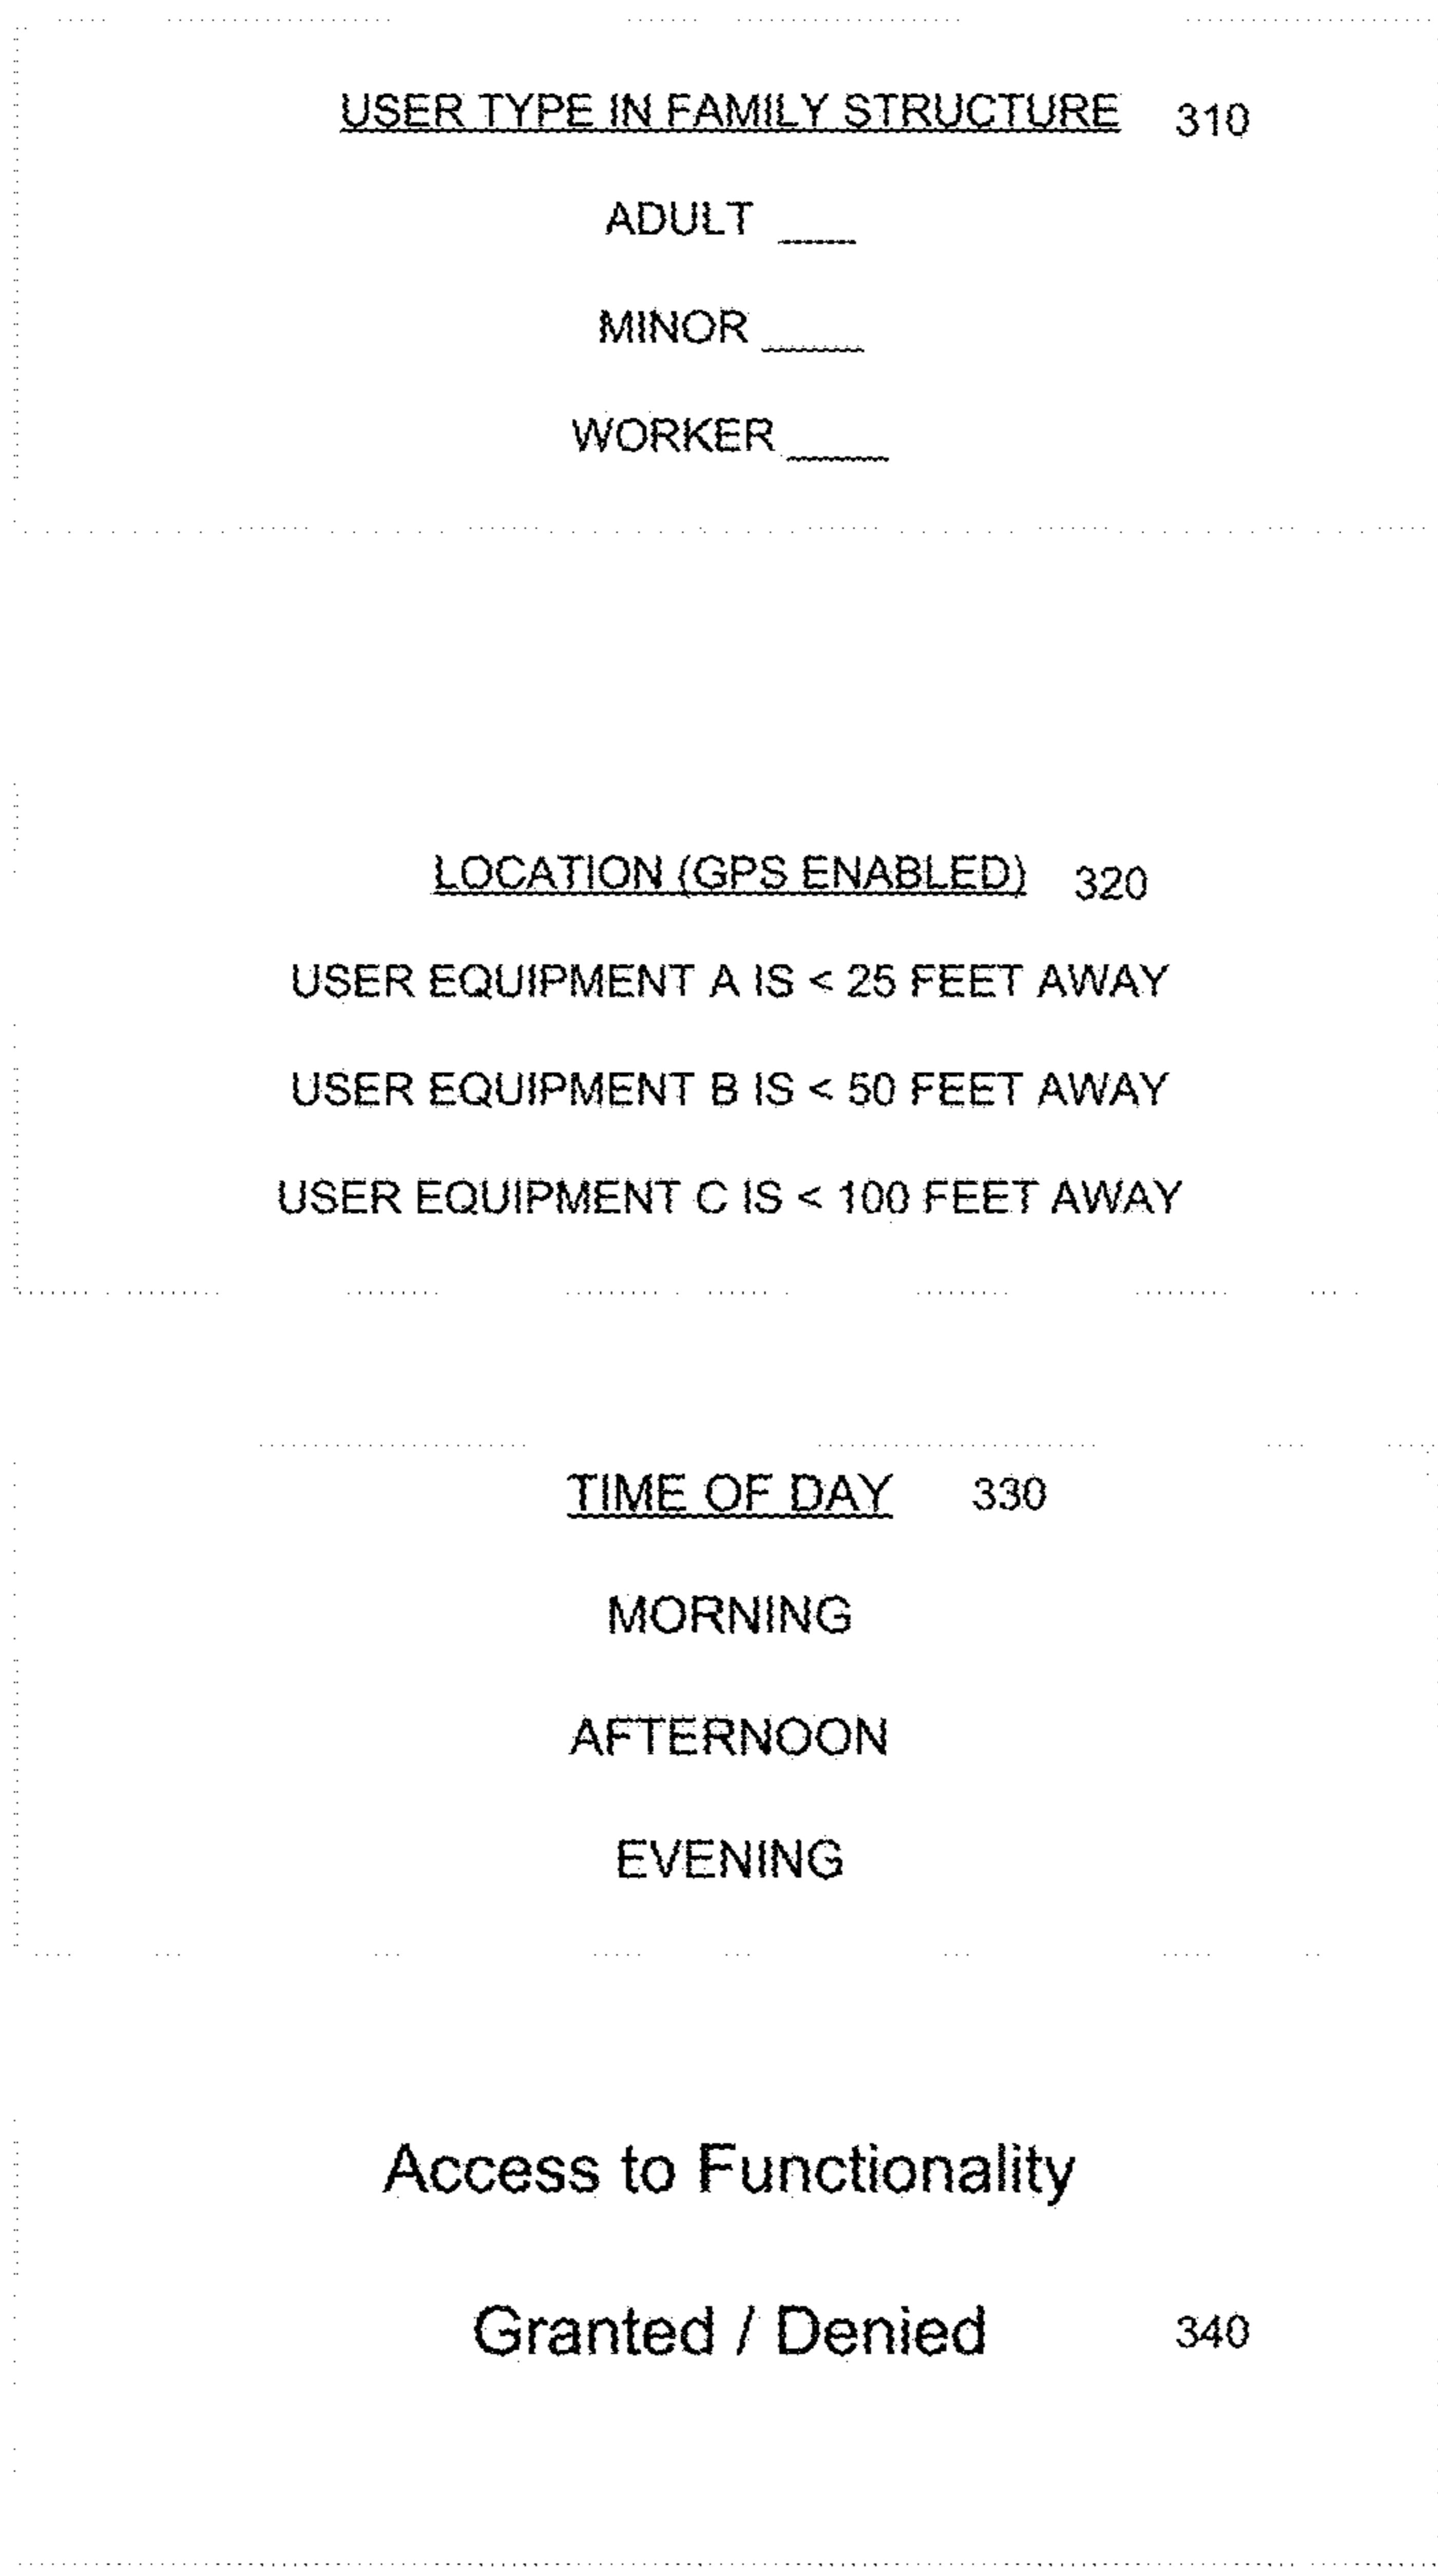 USER TYPE IN FAMILY STRUCTURE 310
ADULT ____
MINOR ____
WORKER ____
LOCATION (GPS ENABLED) 320
USER EQUIPMENT A IS < 25 FEET AWAY
USER EQUIPMENT B IS < 50 FEET AWAY
USER EQUIPMENT C IS < 100 FEET AWAY
TIME OF DAY 330
MORNING
AFTERNOON
EVENING
Access to Functionality
Granted / Denied 340